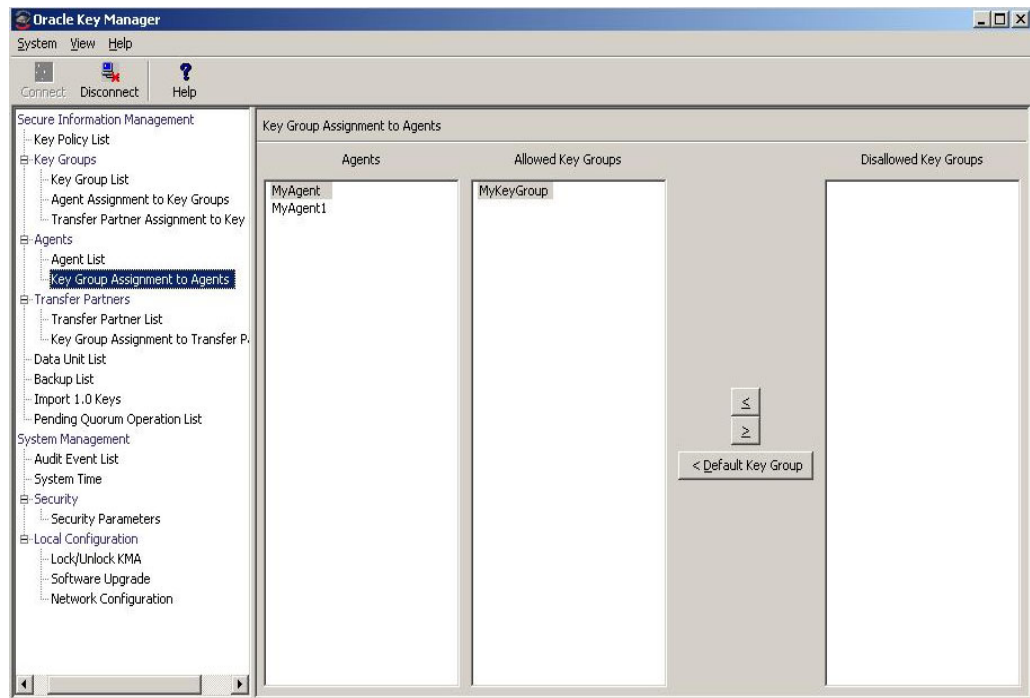 Oracle Key Manager
System View Help
Connect Disconnect Help
Secure Information Management
Key Policy List
Key Groups
Key Group List
Agent Assignment to Key Groups
Transfer Partner Assignment to Key
Agents
Agent List
Key Group Assignment to Agents
Transfer Partners
Transfer Partner List
Key Group Assignment to Transfer P
Data Unit List
Backup List
Import 1.0 Keys
Pending Quorum Operation List
System Management
Audit Event List
System Time
Security
Security Parameters
Local Configuration
Lock/Unlock KMA
Software Upgrade
Network Configuration
Key Group Assignment to Agents
Agents Allowed Key Groups Disallowed Key Groups
MyAgent MyKeyGroup
MyAgent1
<
>
< Default Key Group